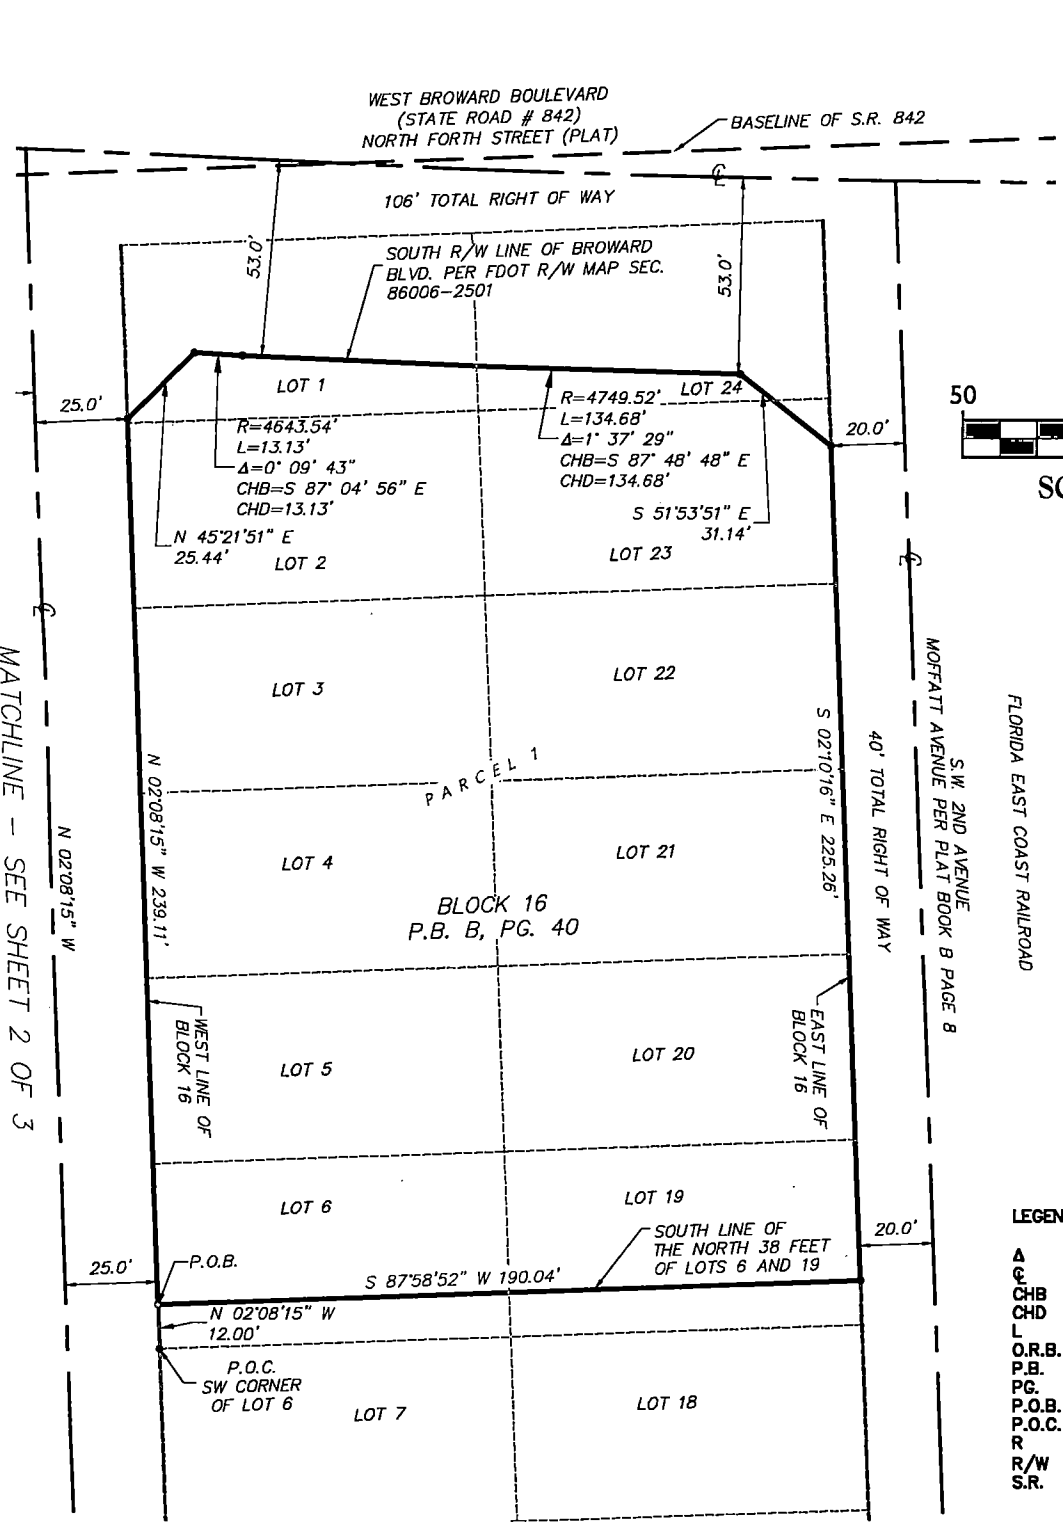 WEST BROWARD BOULEVARD
(STATE ROAD # 842)
NORTH FORTH STREET (PLAT)
BASELINE OF S.R. 842
106' TOTAL RIGHT OF WAY
53.0'
SOUTH R/W LINE OF BROWARD
BLVD. PER FDOT R/W MAP SEC.
86006-2501
53.0'
LOT 1
LOT 24
25.0'
R=4643.54'
L=13.13'
Δ=0° 09' 43"
CHB=S 87° 04' 56" E
CHD=13.13'
R=4749.52'
L=134.68'
Δ=1° 37' 29"
CHB=S 87° 48' 48" E
CHD=134.68'
20.0'
50
N 45°21'51" E
25.44'
S 51°53'51" E
31.14'
LOT 2
LOT 23
LOT 3
LOT 22
PARCEL 1
LOT 4
LOT 21
BLOCK 16
P.B. B, PG. 40
MATCHLINE - SEE SHEET 2 OF 3
N 02°08'15" W
N 02°08'15" W 239.11'
S 02°10'16" E 225.26'
40' TOTAL RIGHT OF WAY
S.W. 2ND AVENUE
MOFFATT AVENUE PER PLAT BOOK B PAGE 8
FLORIDA EAST COAST RAILROAD
WEST LINE OF
BLOCK 16
EAST LINE OF
BLOCK 16
LOT 5
LOT 20
LOT 6
LOT 19
SOUTH LINE OF
THE NORTH 38 FEET
OF LOTS 6 AND 19
20.0'
25.0'
P.O.B.
S 87°58'52" W 190.04'
N 02°08'15" W
12.00'
P.O.C.
SW CORNER
OF LOT 6
LOT 7
LOT 18
LEGEN
Δ
℄
CHB
CHD
L
O.R.B.
P.B.
PG.
P.O.B.
P.O.C.
R
R/W
S.R.